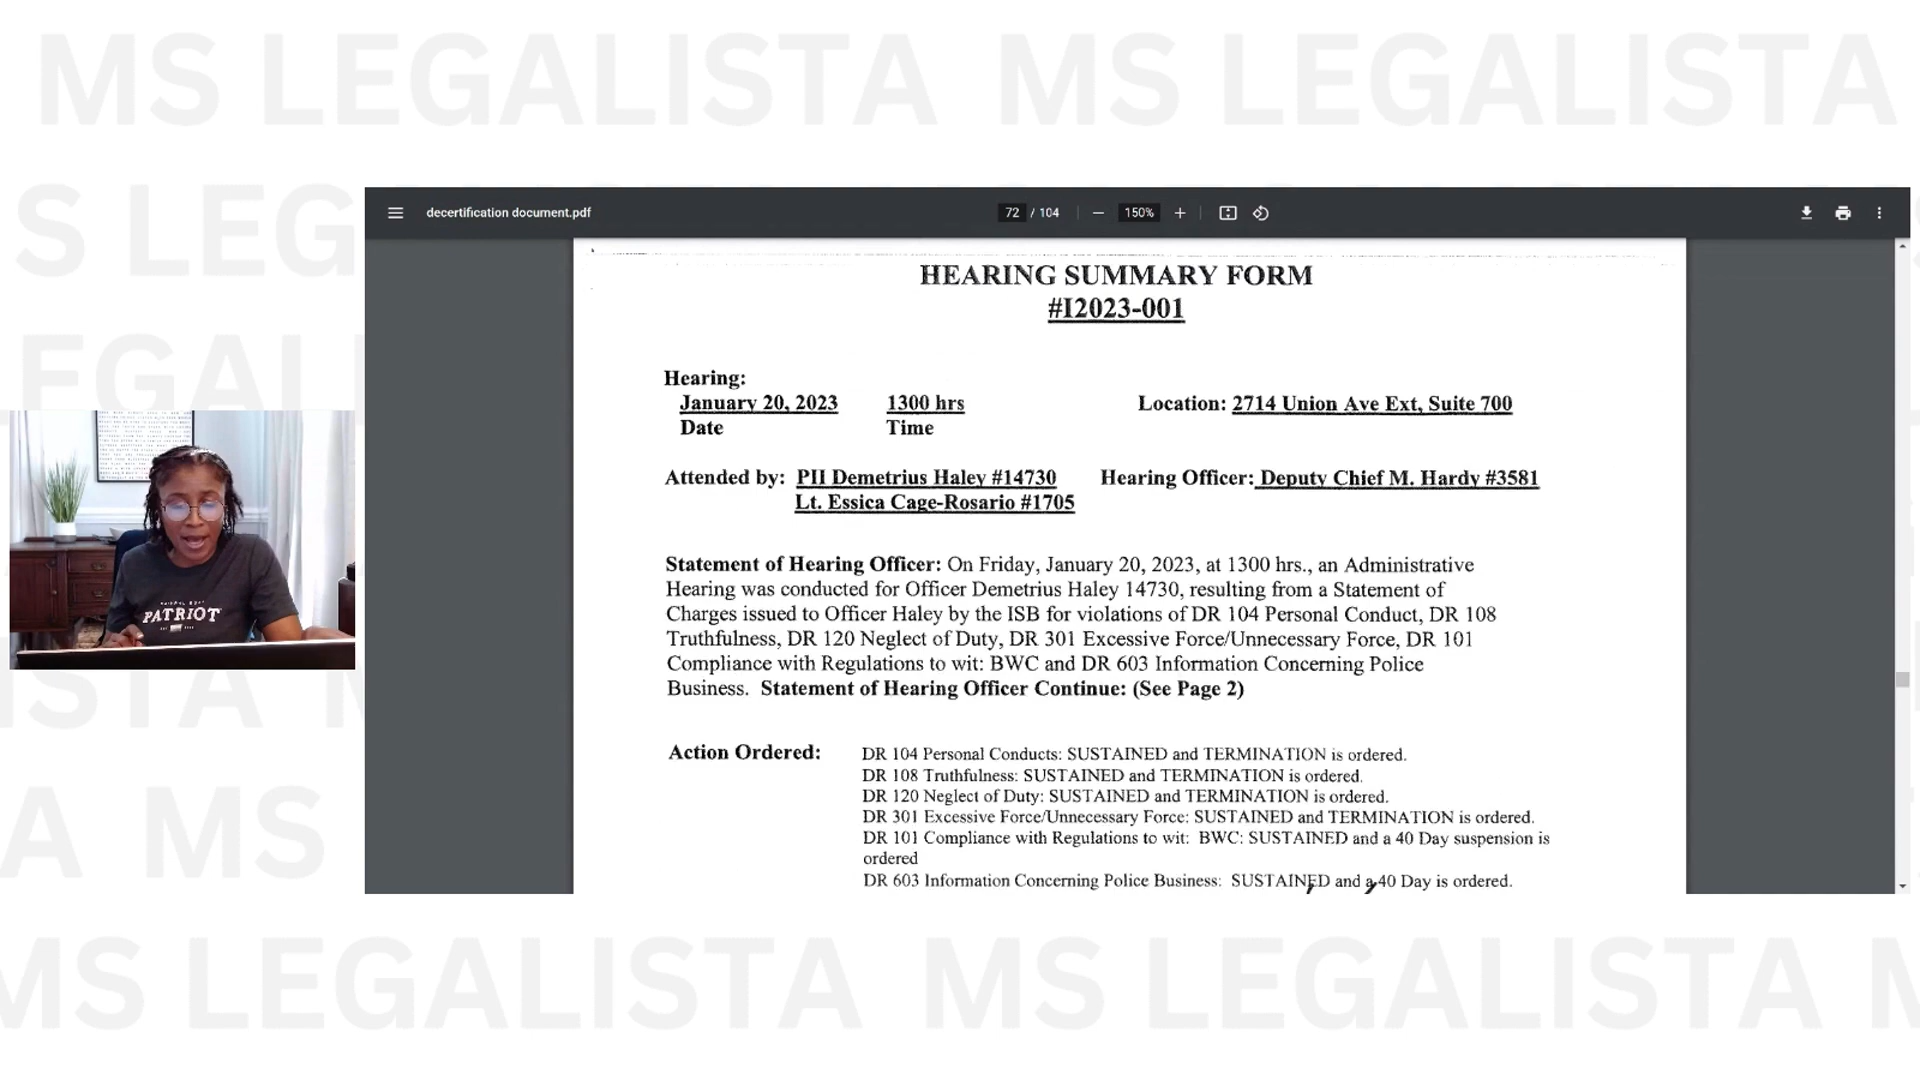 MS LEGALISTA MS LEGALISTA
S LEG
decertification document.pdf
72 / 104
150%
HEARING SUMMARY FORM
#I2023-001
Hearing:
January 20, 2023 1300 hrs Location: 2714 Union Ave Ext, Suite 700
Date Time
Attended by: PII Demetrius Haley #14730 Hearing Officer: Deputy Chief M. Hardy #3581
Lt. Essica Cage-Rosario #1705
Statement of Hearing Officer: On Friday, January 20, 2023, at 1300 hrs., an Administrative
Hearing was conducted for Officer Demetrius Haley 14730, resulting from a Statement of
Charges issued to Officer Haley by the ISB for violations of DR 104 Personal Conduct, DR 108
Truthfulness, DR 120 Neglect of Duty, DR 301 Excessive Force/Unnecessary Force, DR 101
Compliance with Regulations to wit: BWC and DR 603 Information Concerning Police
Business. Statement of Hearing Officer Continue: (See Page 2)
Action Ordered: DR 104 Personal Conducts: SUSTAINED and TERMINATION is ordered.
DR 108 Truthfulness: SUSTAINED and TERMINATION is ordered.
DR 120 Neglect of Duty: SUSTAINED and TERMINATION is ordered.
DR 301 Excessive Force/Unnecessary Force: SUSTAINED and TERMINATION is ordered.
DR 101 Compliance with Regulations to wit: BWC: SUSTAINED and a 40 Day suspension is
ordered
DR 603 Information Concerning Police Business: SUSTAINED and a 40 Day is ordered.
PATRIOT
EGAL
ISTA
A MS
MS LEGALISTA MS LEGALISTA M